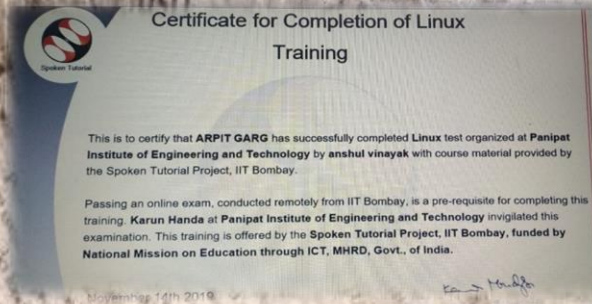 Certificate for Completion of Linux
Training
Spoken Tutorial
This is to certify that ARPIT GARG has successfully completed Linux test organized at Panipat
Institute of Engineering and Technology by anshul vinayak with course material provided by
the Spoken Tutorial Project, IIT Bombay.
Passing an online exam, conducted remotely from IIT Bombay, is a pre-requisite for completing this
training. Karun Handa at Panipat Institute of Engineering and Technology invigilated this
examination. This training is offered by the Spoken Tutorial Project, IIT Bombay, funded by
National Mission on Education through ICT, MHRD, Govt., of India.
November 14th 2019